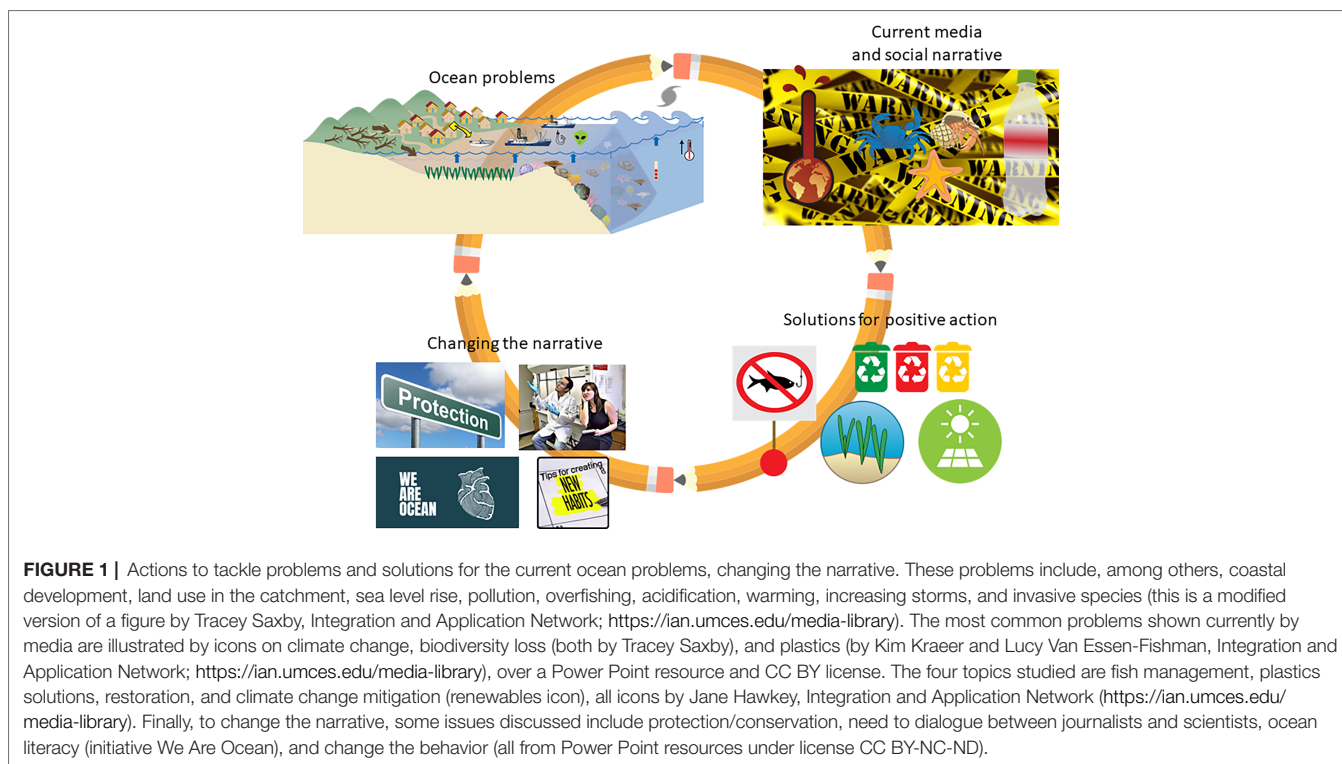 Current media
and social narrative
Ocean problems
WARNING
WARNING
WARNING
WARNING
WARNING
Solutions for positive action
Changing the narrative
Protection
WE
ARE
OCEAN
Tips for creating
NEW
HABITS
FIGURE 1 | Actions to tackle problems and solutions for the current ocean problems, changing the narrative. These problems include, among others, coastal
development, land use in the catchment, sea level rise, pollution, overfishing, acidification, warming, increasing storms, and invasive species (this is a modified
version of a figure by Tracey Saxby, Integration and Application Network; https://ian.umces.edu/media-library). The most common problems shown currently by
media are illustrated by icons on climate change, biodiversity loss (both by Tracey Saxby), and plastics (by Kim Kraeer and Lucy Van Essen-Fishman, Integration and
Application Network; https://ian.umces.edu/media-library), over a Power Point resource and CC BY license. The four topics studied are fish management, plastics
solutions, restoration, and climate change mitigation (renewables icon), all icons by Jane Hawkey, Integration and Application Network (https://ian.umces.edu/
media-library). Finally, to change the narrative, some issues discussed include protection/conservation, need to dialogue between journalists and scientists, ocean
literacy (initiative We Are Ocean), and change the behavior (all from Power Point resources under license CC BY-NC-ND).